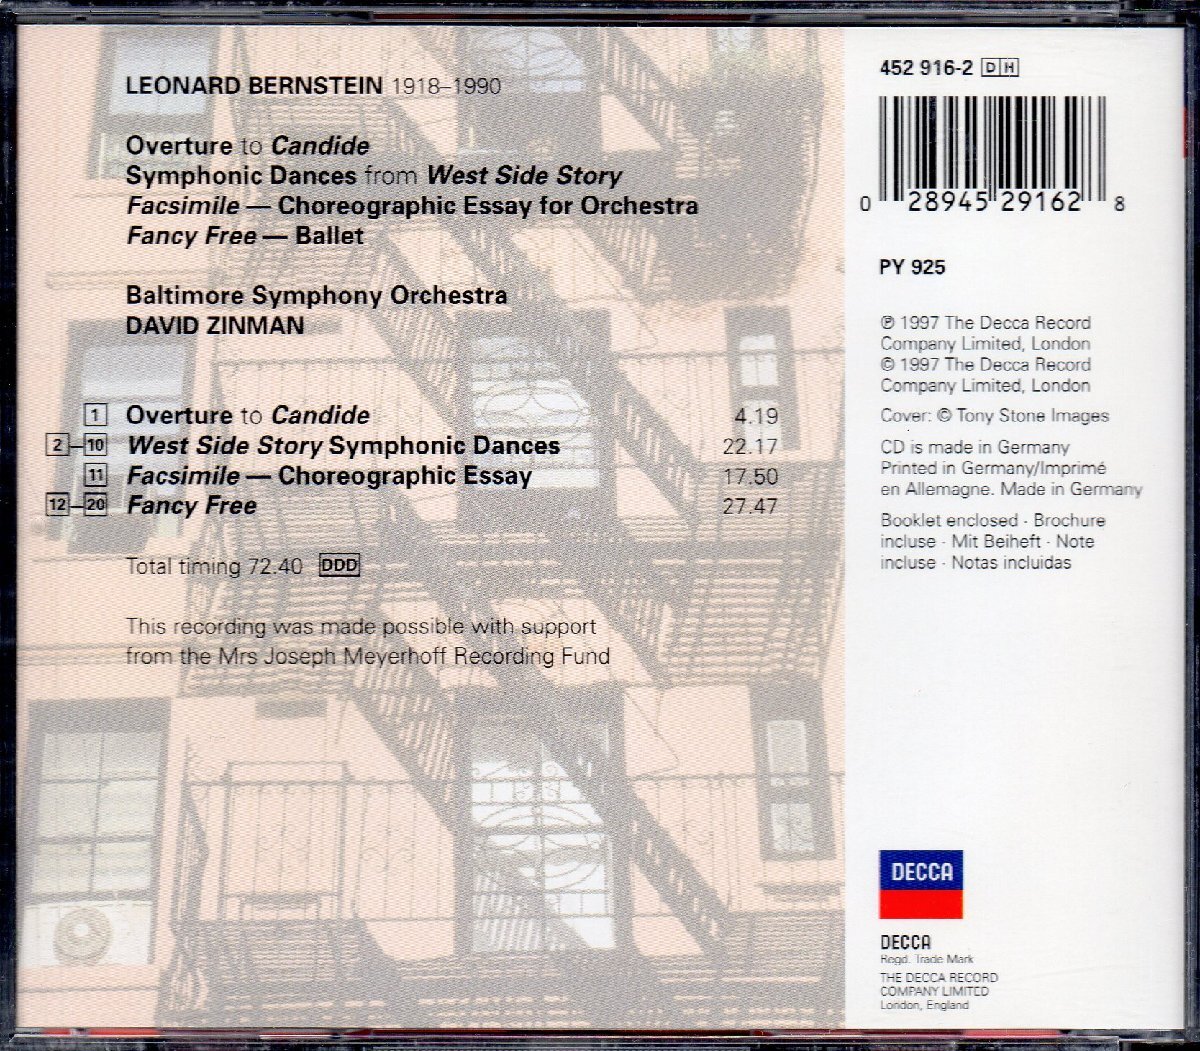 LEONARD BERNSTEIN 1918–1990
Overture to Candide
Symphonic Dances from West Side Story
Facsimile — Choreographic Essay for Orchestra
Fancy Free — Ballet
Baltimore Symphony Orchestra
DAVID ZINMAN
1 Overture to Candide 4.19
2–10 West Side Story Symphonic Dances 22.17
11 Facsimile — Choreographic Essay 17.50
12–20 Fancy Free 27.47
Total timing 72.40 DDD
This recording was made possible with support
from the Mrs Joseph Meyerhoff Recording Fund
452 916-2 DH
0 28945 29162 8
PY 925
℗ 1997 The Decca Record
Company Limited, London
© 1997 The Decca Record
Company Limited, London
Cover: © Tony Stone Images
CD is made in Germany
Printed in Germany/Imprimé
en Allemagne. Made in Germany
Booklet enclosed · Brochure
incluse · Mit Beiheft · Note
incluse · Notas incluidas
DECCA
DECCA
Regd. Trade Mark
THE DECCA RECORD
COMPANY LIMITED
London, England